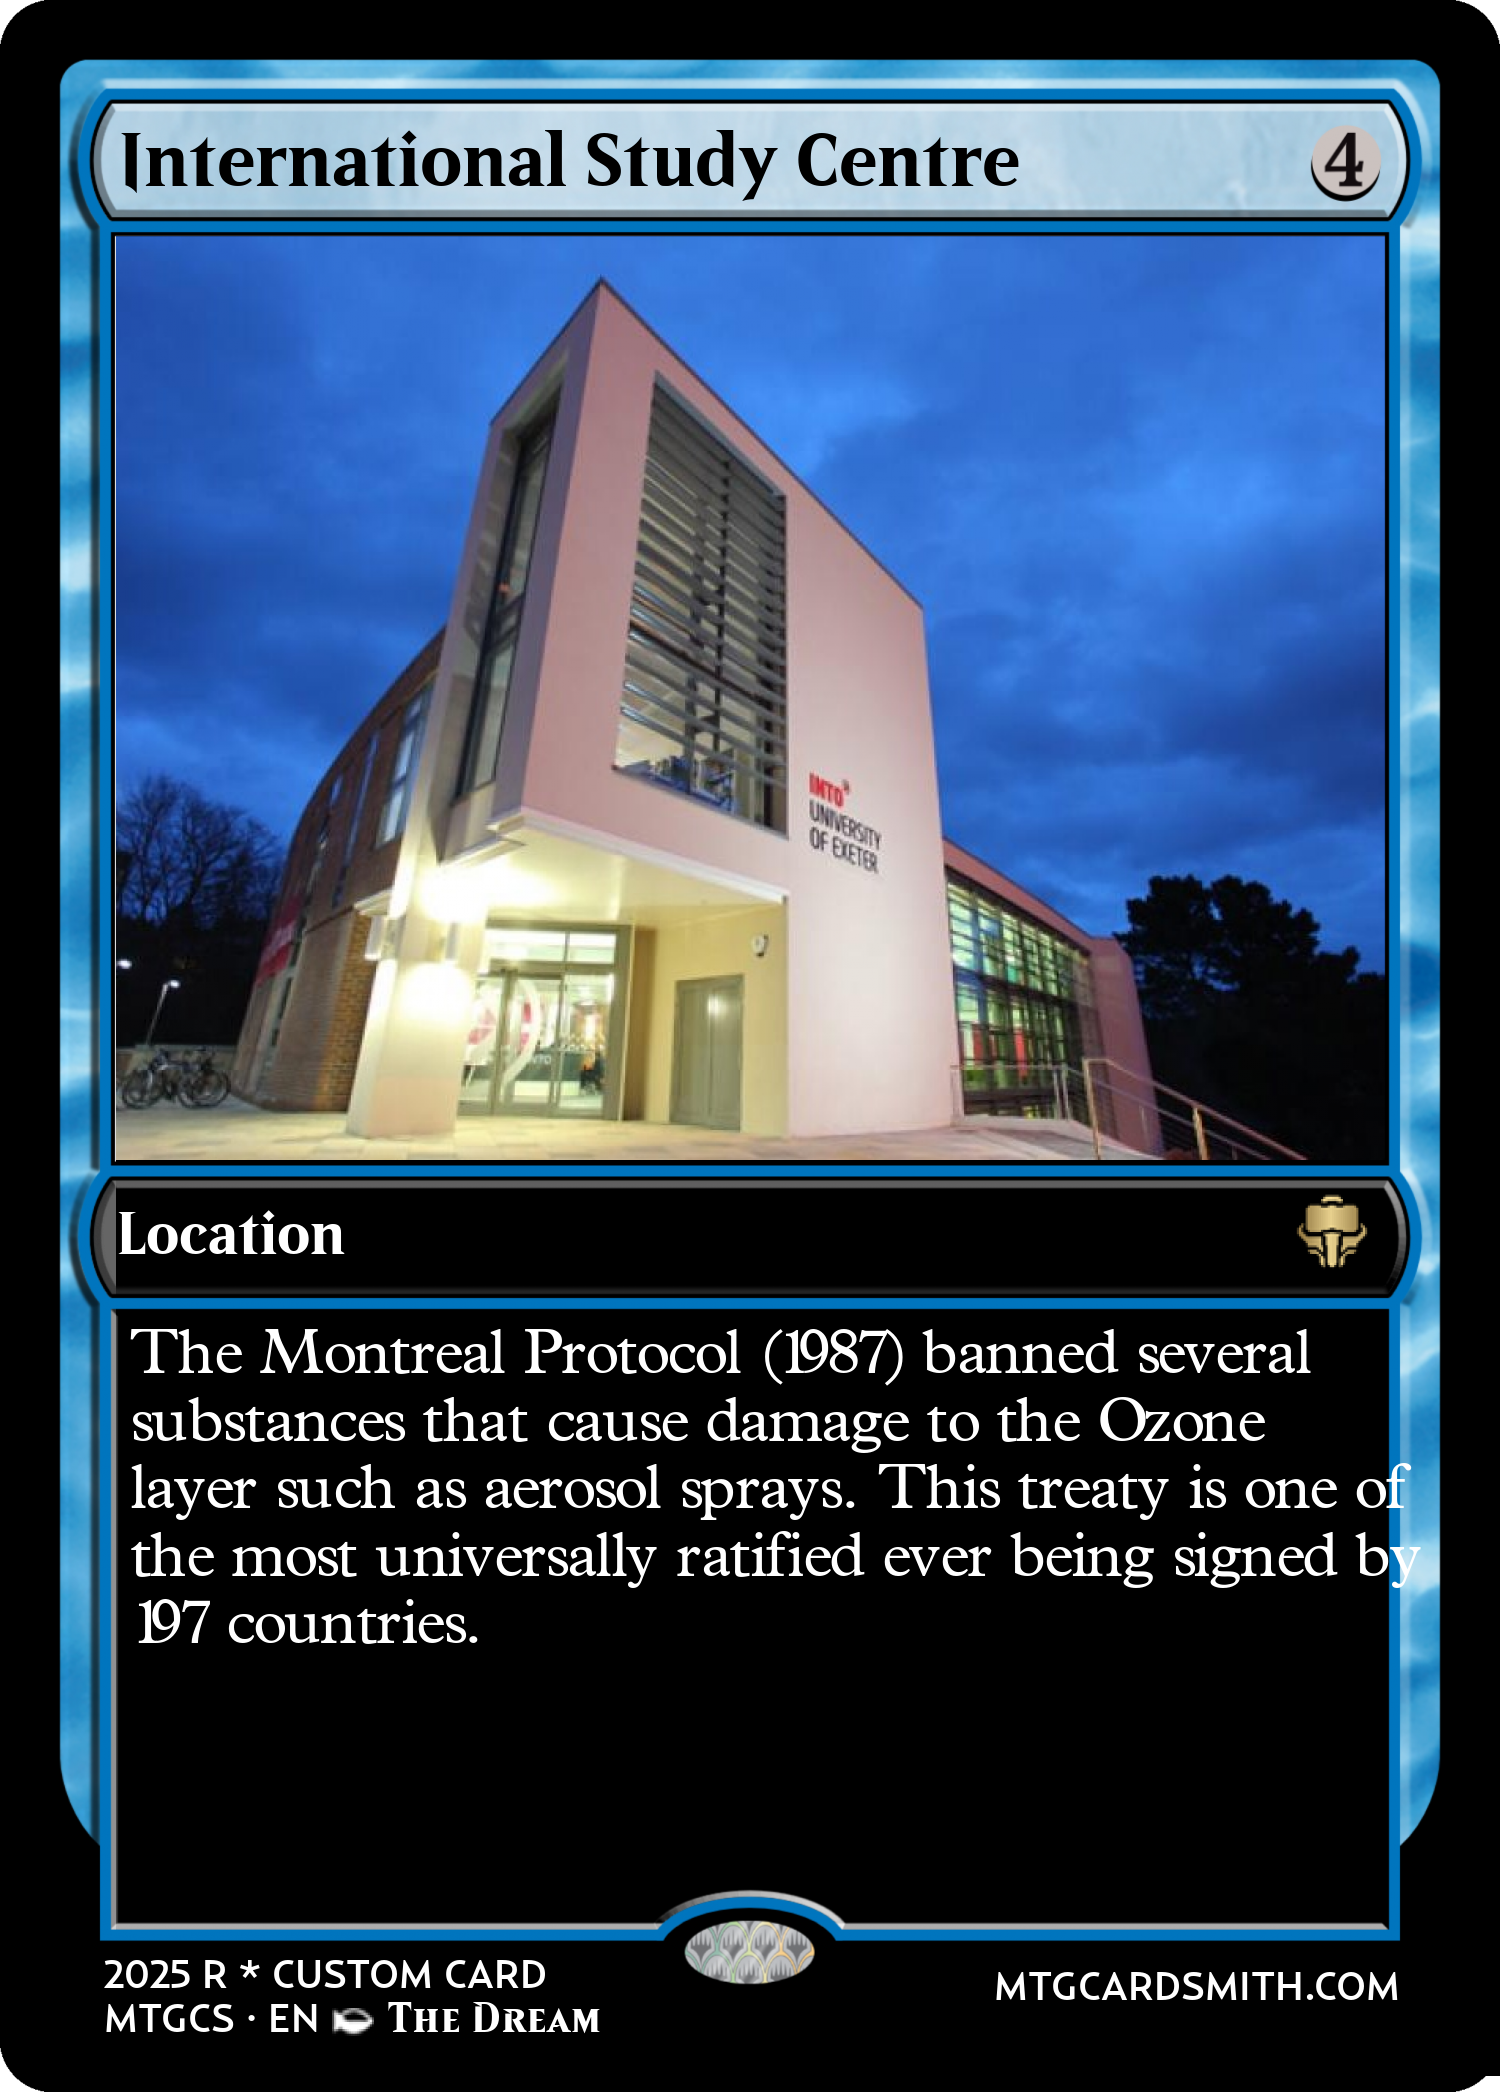 International Study Centre 4
INTO
UNIVERSITY
OF EXETER
Location
The Montreal Protocol (1987) banned several
substances that cause damage to the Ozone
layer such as aerosol sprays. This treaty is one of
the most universally ratified ever being signed by
197 countries.
2025 R * CUSTOM CARD
MTGCS · EN The Dream
MTGCARDSMITH.COM